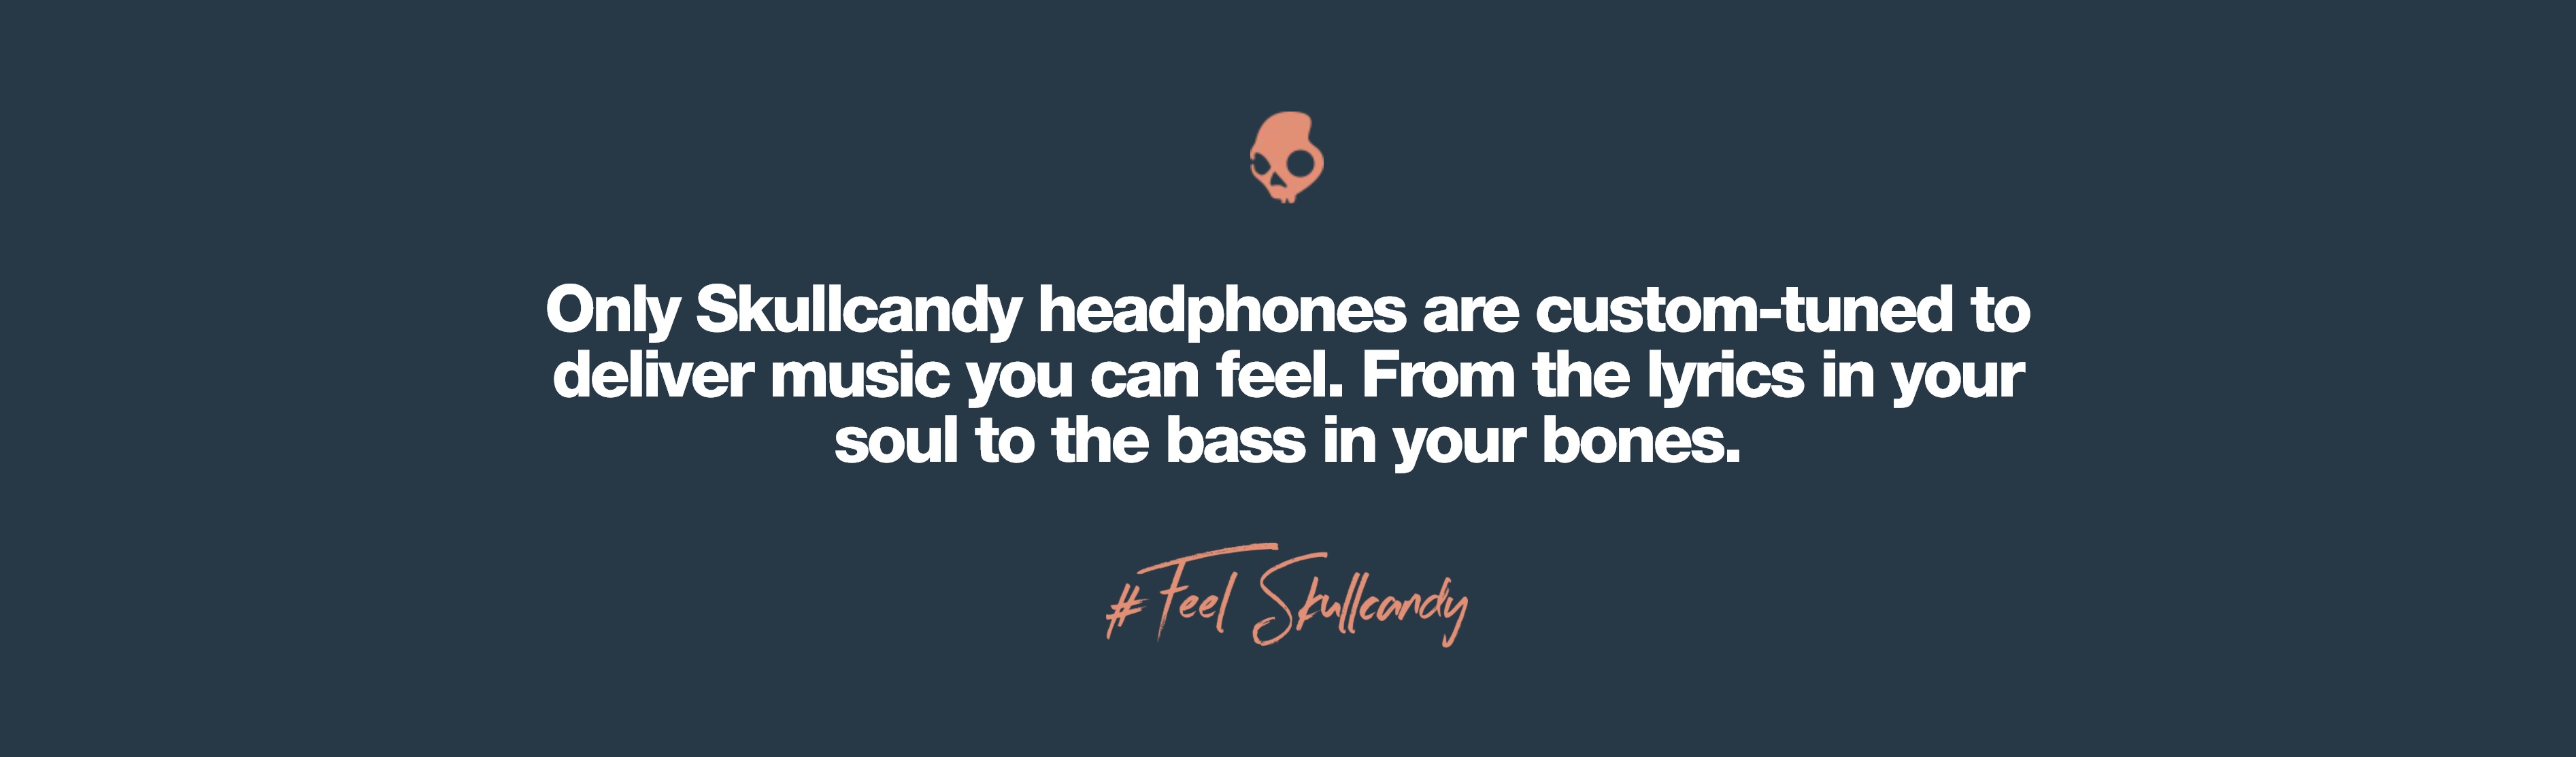 Only Skullcandy headphones are custom-tuned to
deliver music you can feel. From the lyrics in your
soul to the bass in your bones.
#Feel Skullcandy